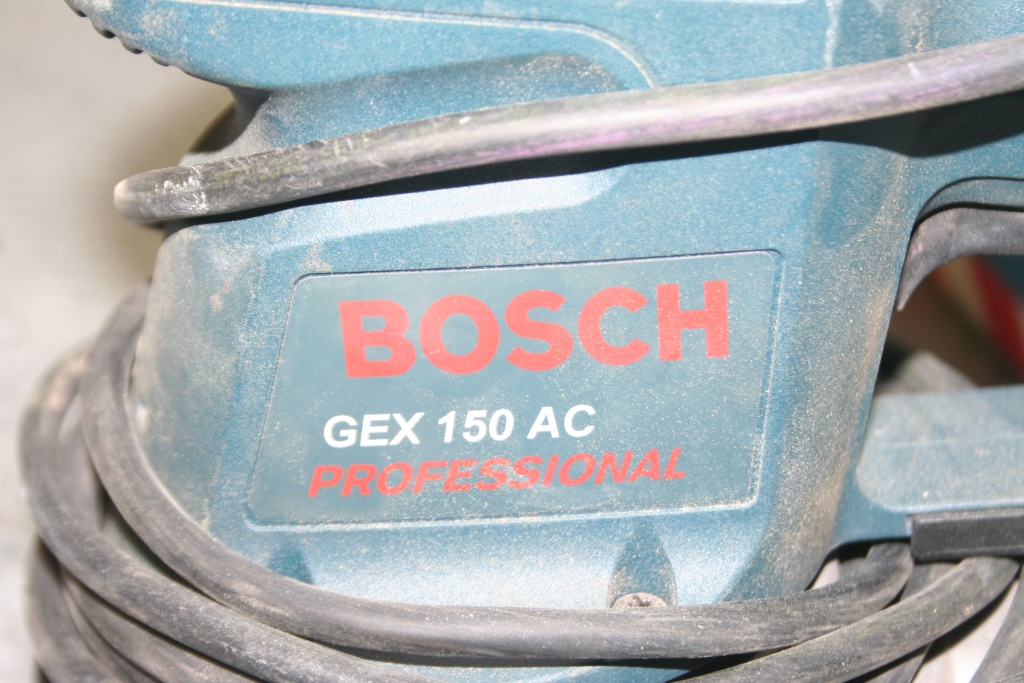 BOSCH
GEX 150 AC
PROFESSIONAL